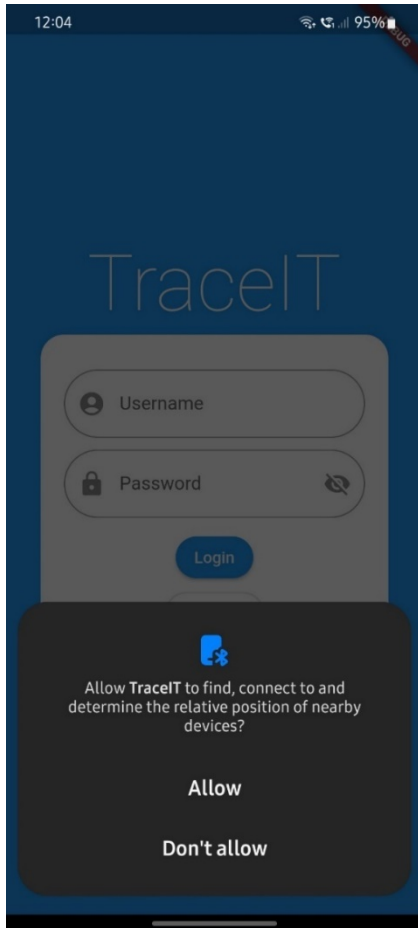 12:04 95%
TraceIT
Username
Password
Login
Allow TraceIT to find, connect to and
determine the relative position of nearby
devices?
Allow
Don't allow